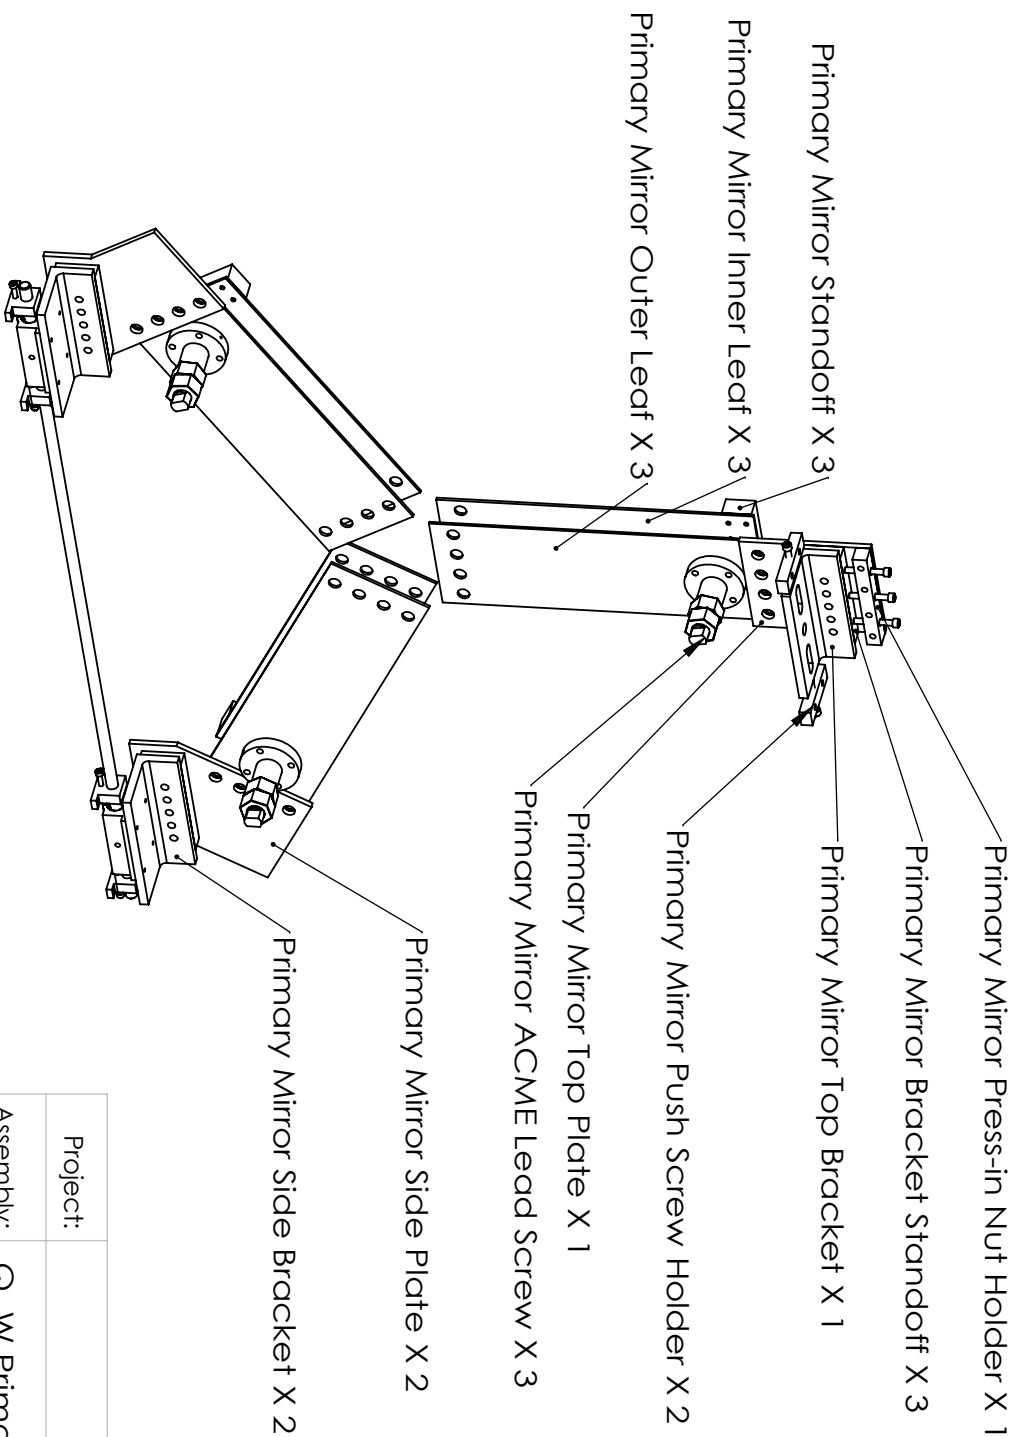 Primary Mirror Press-in Nut Holder X 1
Primary Mirror Bracket Standoff X 3
Primary Mirror Top Bracket X 1
Primary Mirror Standoff X 3
Primary Mirror Inner Leaf X 3
Primary Mirror Outer Leaf X 3
Primary Mirror Push Screw Holder X 2
Primary Mirror Top Plate X 1
Primary Mirror ACME Lead Screw X 3
Primary Mirror Side Plate X 2
Primary Mirror Side Bracket X 2
Project:
Assembly: